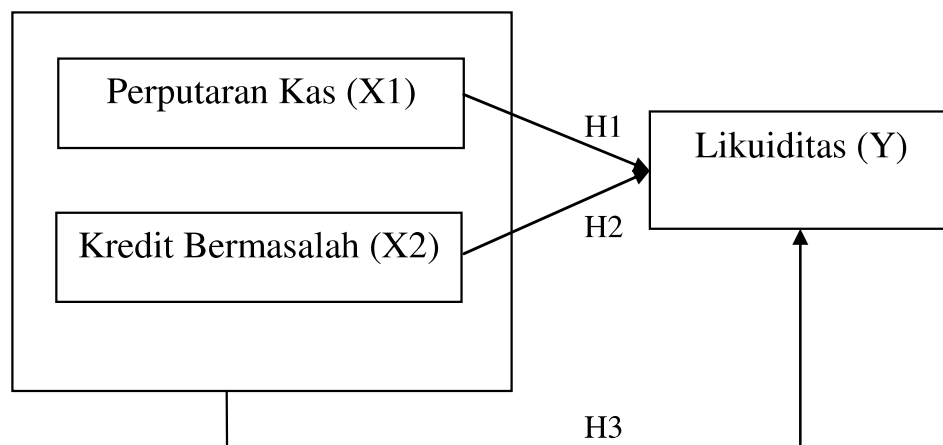 Perputaran Kas (X1)
H1
Likuiditas (Y)
Kredit Bermasalah (X2)
H2
H3